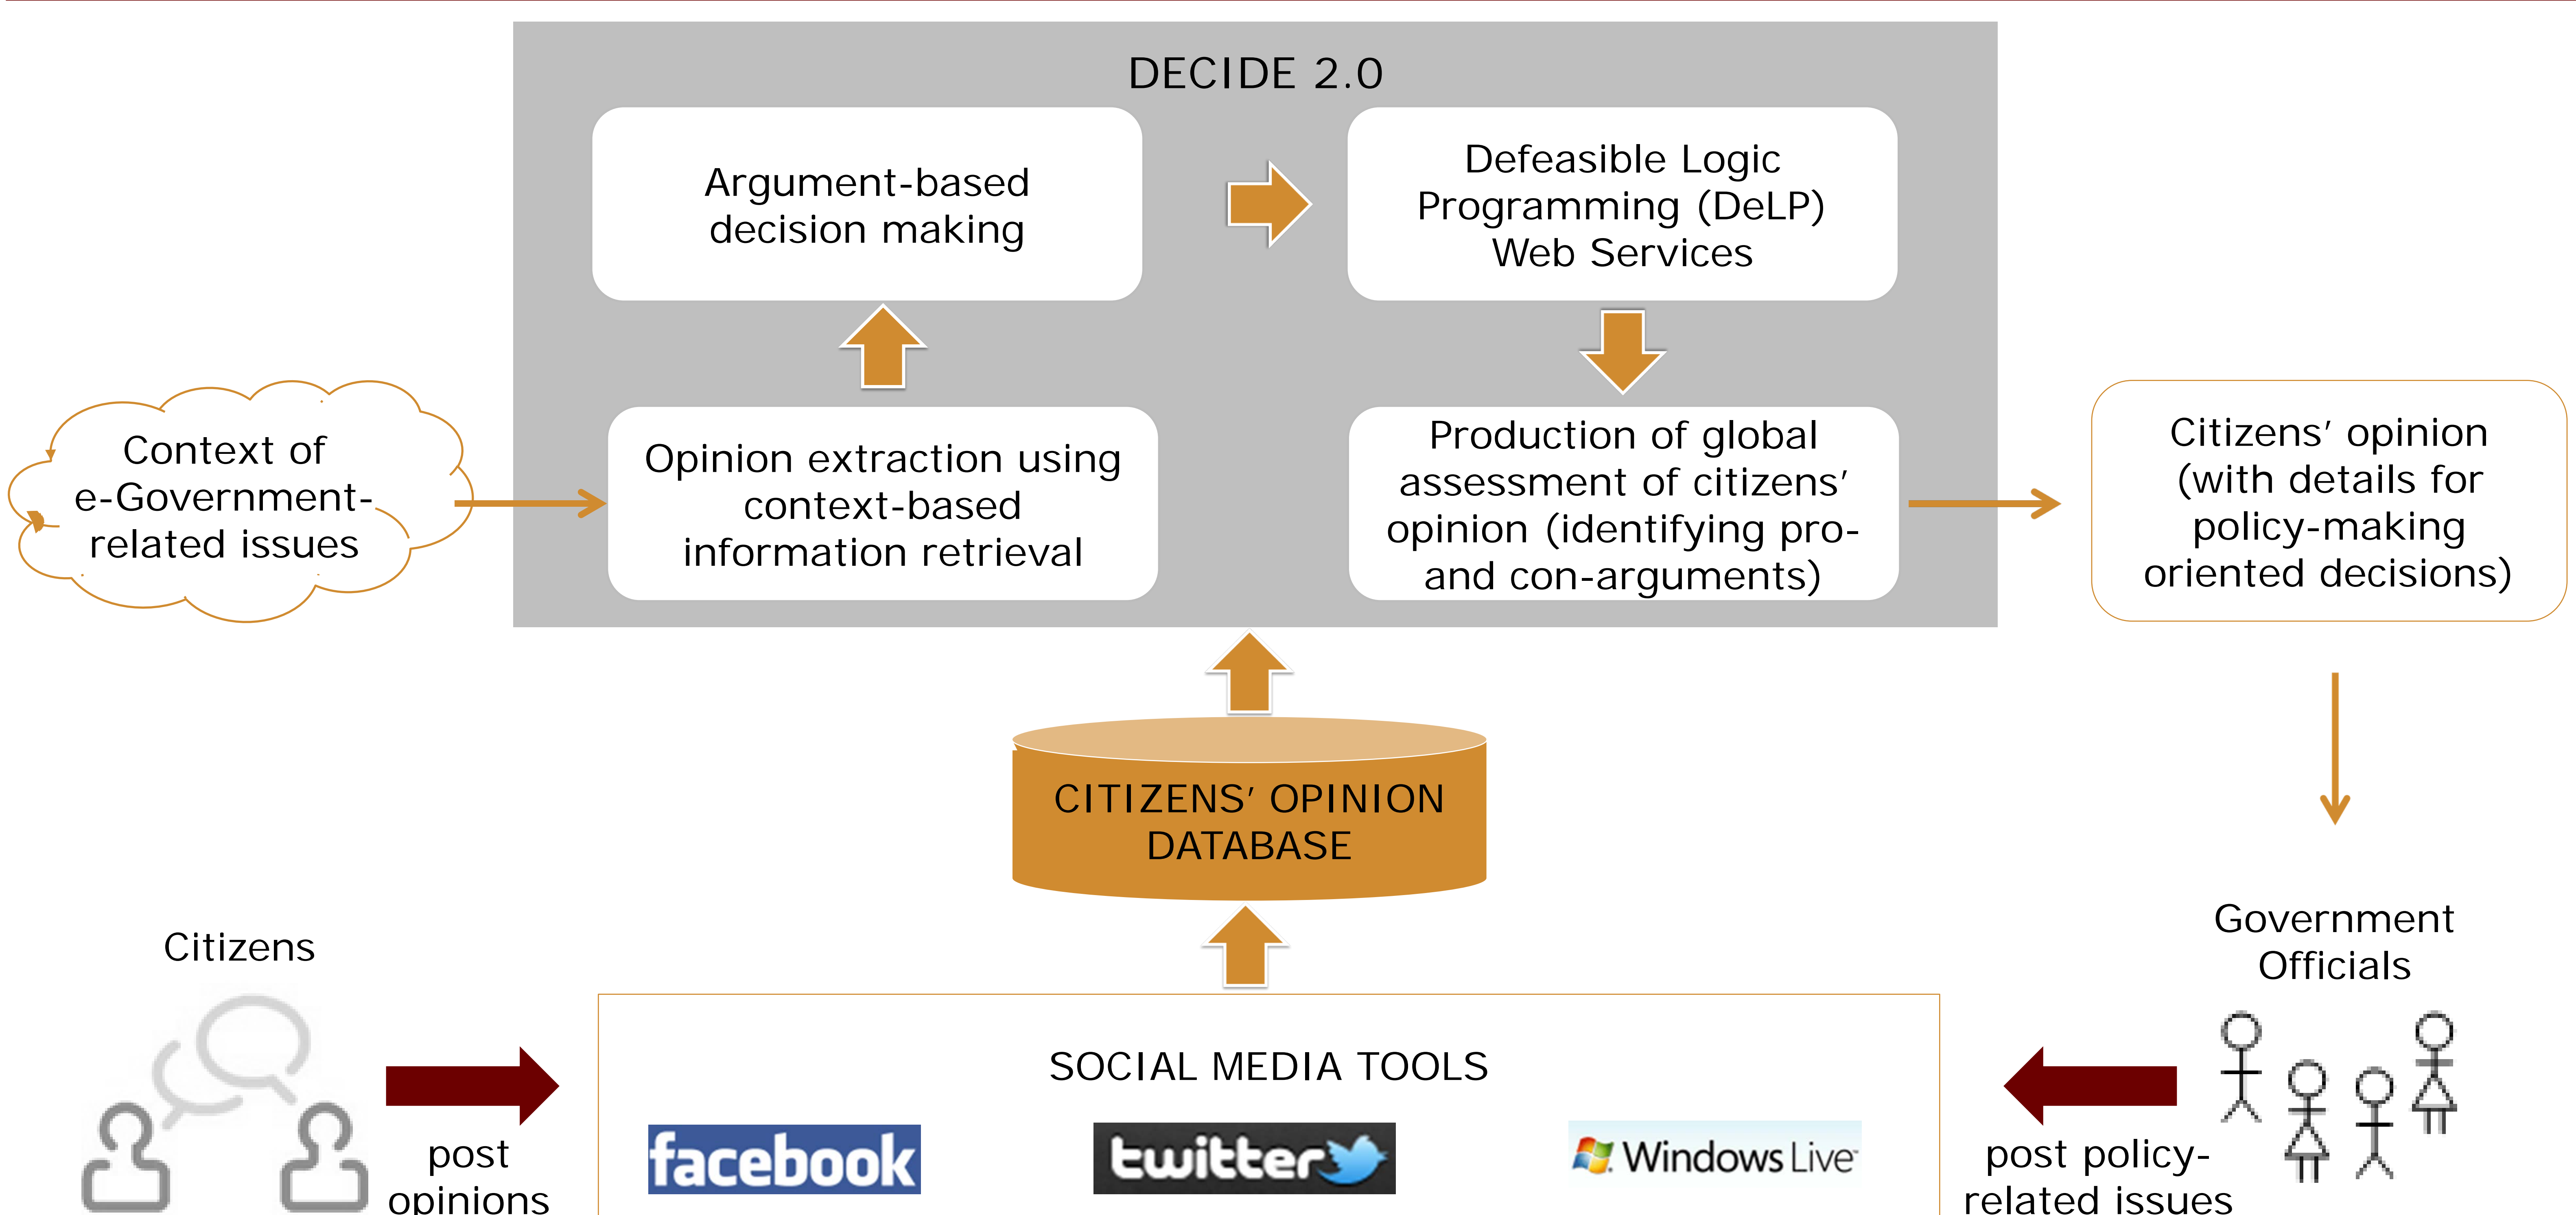 DECIDE 2.0
Argument-based
decision making
Defeasible Logic
Programming (DeLP)
Web Services
Context of
e-Government-
related issues
Opinion extraction using
context-based
information retrieval
Production of global
assessment of citizens’
opinion (identifying pro-
and con-arguments)
Citizens’ opinion
(with details for
policy-making
oriented decisions)
CITIZENS’ OPINION
DATABASE
Citizens
post
opinions
SOCIAL MEDIA TOOLS
facebook
twitter
Windows Live™
Government
Officials
post policy-
related issues